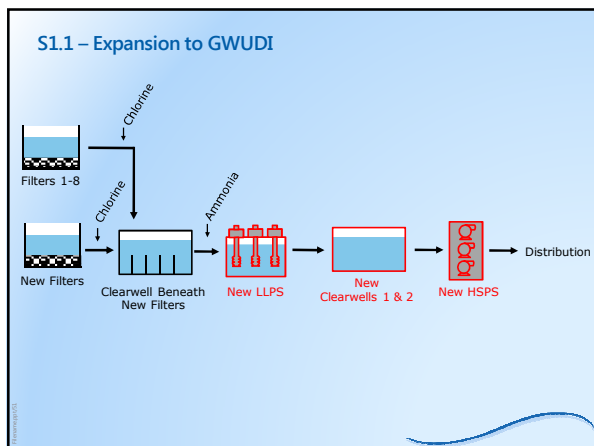 S1.1 – Expansion to GWUDI
Chlorine
Filters 1-8
Chlorine
Ammonia
New Filters
Clearwell Beneath
New Filters
New LLPS
New
Clearwells 1 & 2
New HSPS
Distribution